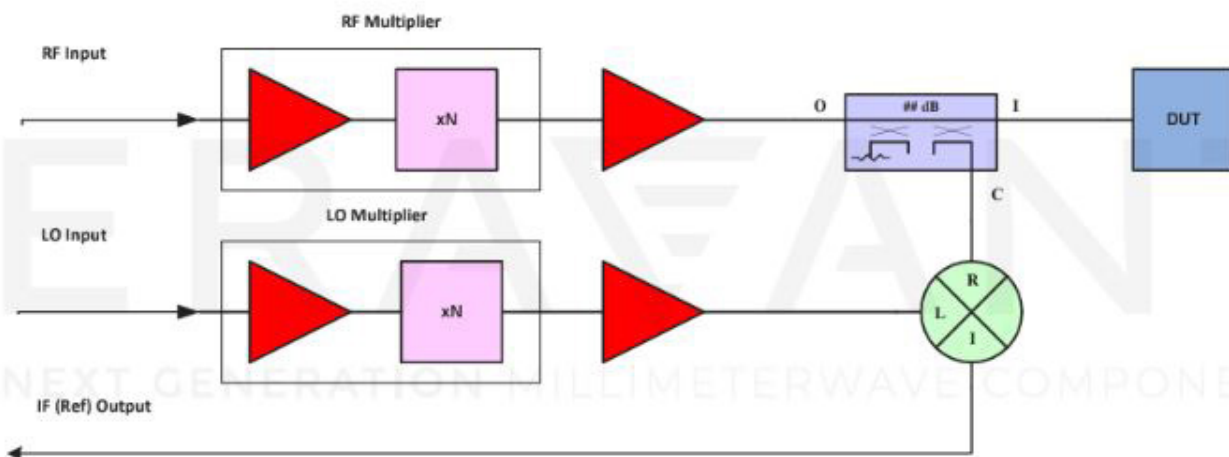 RF Multiplier
RF Input
xN
O
## dB
I
DUT
C
LO Multiplier
LO Input
xN
R
L
I
ERAVANT
NEXT GENERATION MILLIMETERWAVE COMPONE
IF (Ref) Output